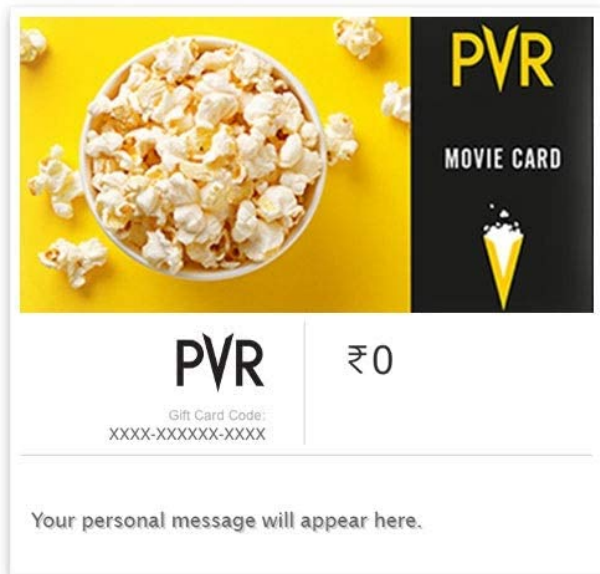 PVR
MOVIE CARD
PVR
₹0
Gift Card Code:
XXXX-XXXXXX-XXXX
Your personal message will appear here.